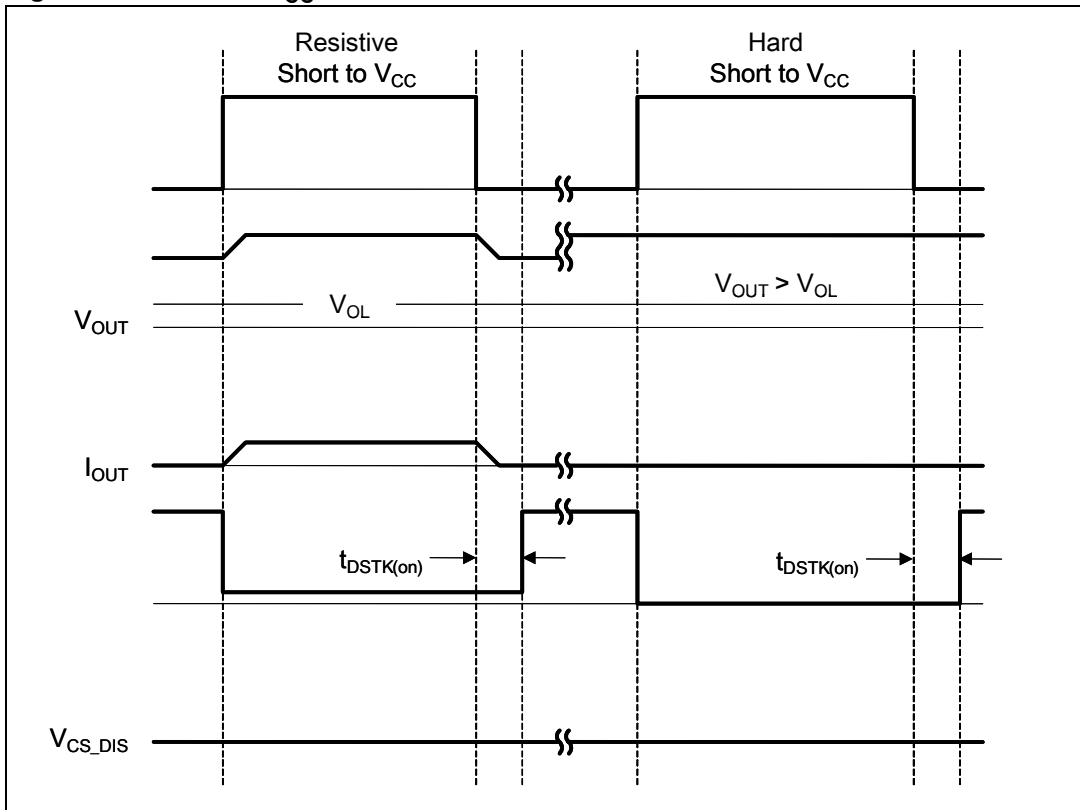 Resistive
Short to VCC
Hard
Short to VCC
VOL
VOUT > VOL
VOUT
IOUT
tDSTK(on)
tDSTK(on)
VCS_DIS